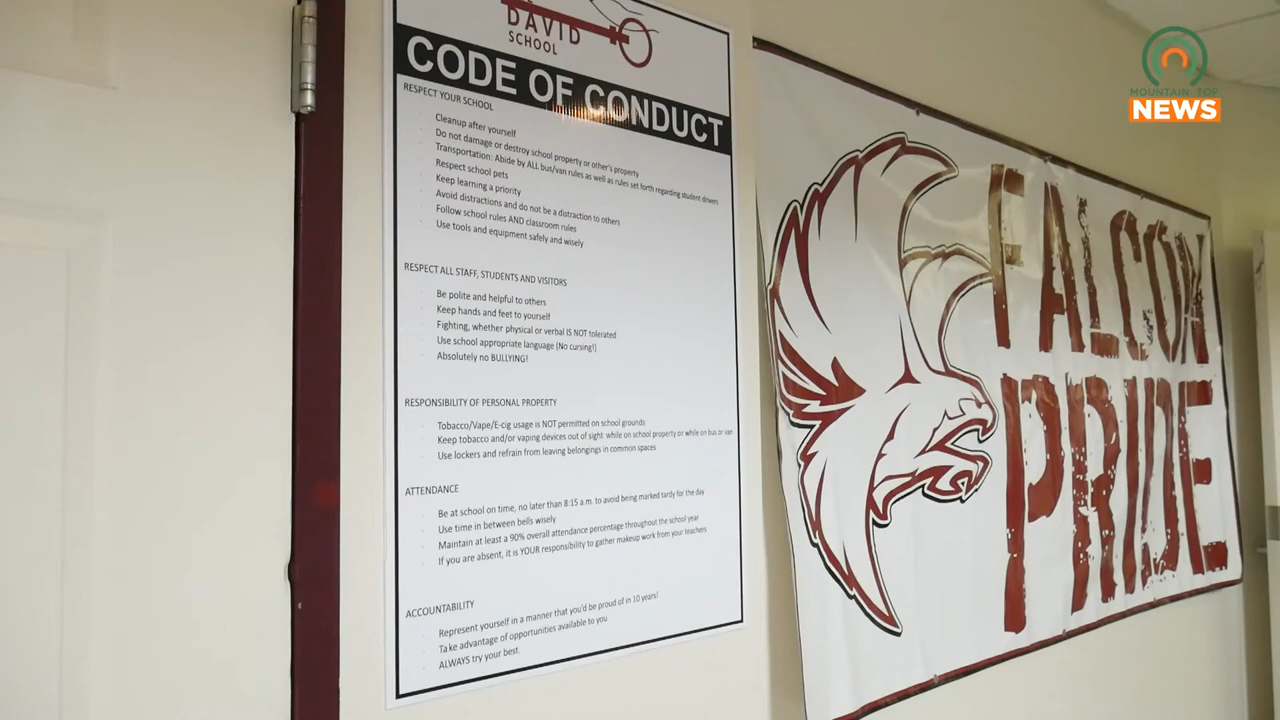 DAVID
SCHOOL
CODE OF CONDUCT
RESPECT YOUR SCHOOL
Cleanup after yourself
Do not damage or destroy school property or other's property
Transportation: Abide by ALL bus/van rules as well as rules set forth regarding student drivers
Respect school pets
Keep learning a priority
Avoid distractions and do not be a distraction to others
Follow school rules AND classroom rules
Use tools and equipment safely and wisely
RESPECT ALL STAFF, STUDENTS AND VISITORS
Be polite and helpful to others
Keep hands and feet to yourself
Fighting, whether physical or verbal IS NOT tolerated
Use school appropriate language (No cursing!)
Absolutely no BULLYING!
RESPONSIBILITY OF PERSONAL PROPERTY
Tobacco/Vape/E-cig usage is NOT permitted on school grounds
Keep tobacco and/or vaping devices out of sight while on school property or while on bus or van
Use lockers and refrain from leaving belongings in common spaces
ATTENDANCE
Be at school on time, no later than 8:15 a.m. to avoid being marked tardy for the day
Use time in between bells wisely
Maintain at least a 90% overall attendance percentage throughout the school year
If you are absent, it is YOUR responsibility to gather makeup work from your teachers
ACCOUNTABILITY
Represent yourself in a manner that you'd be proud of in 10 years!
Take advantage of opportunities available to you
ALWAYS try your best.
FALCON
PRIDE
MOUNTAIN TOP
NEWS